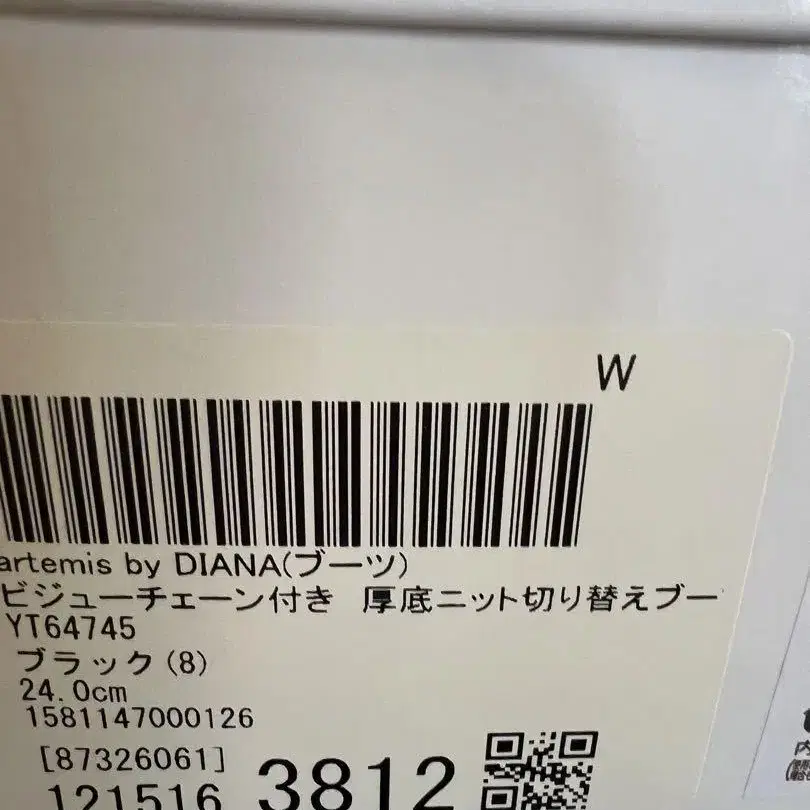 W
artemis by DIANA(ブーツ)
ビジューチェーン付き 厚底ニット切り替えブー
YT64745
ブラック(8)
24.0cm
1581147000126
[87326061]
121516 3812
内